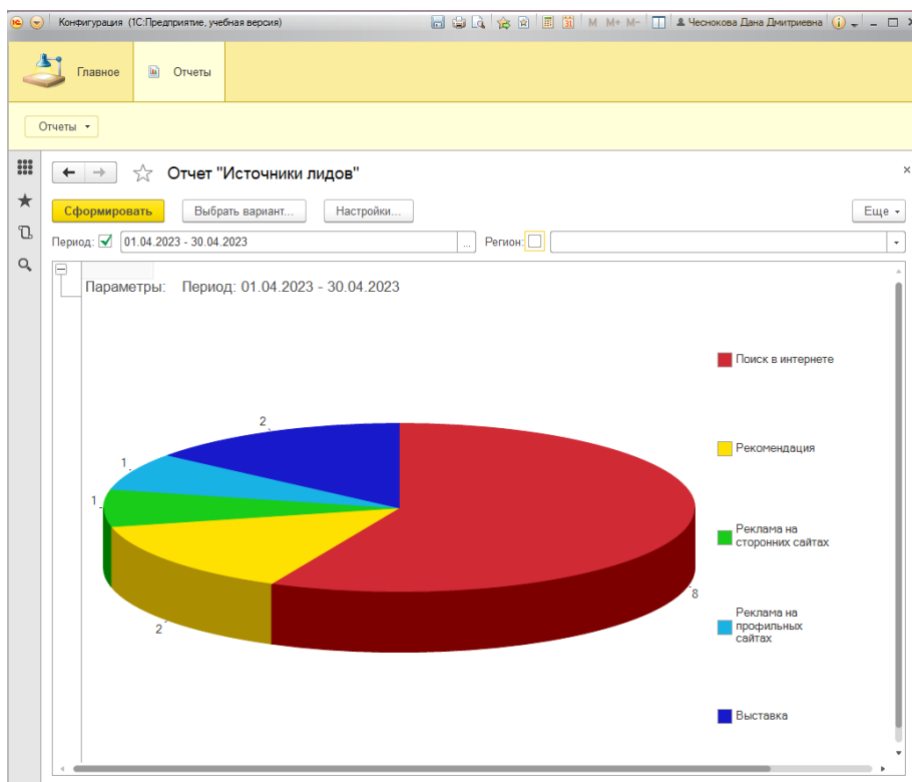 Конфигурация (1С:Предприятие, учебная версия)
M M+ M- Чеснокова Дана Дмитриевна
Главное
Отчеты
Отчеты
Отчет "Источники лидов"
Сформировать Выбрать вариант... Настройки... Еще
Период: 01.04.2023 - 30.04.2023 ... Регион:
Параметры: Период: 01.04.2023 - 30.04.2023
Поиск в интернете
2
Рекомендация
1
1
Реклама на
сторонних сайтах
8
Реклама на
профильных
сайтах
2
Выставка